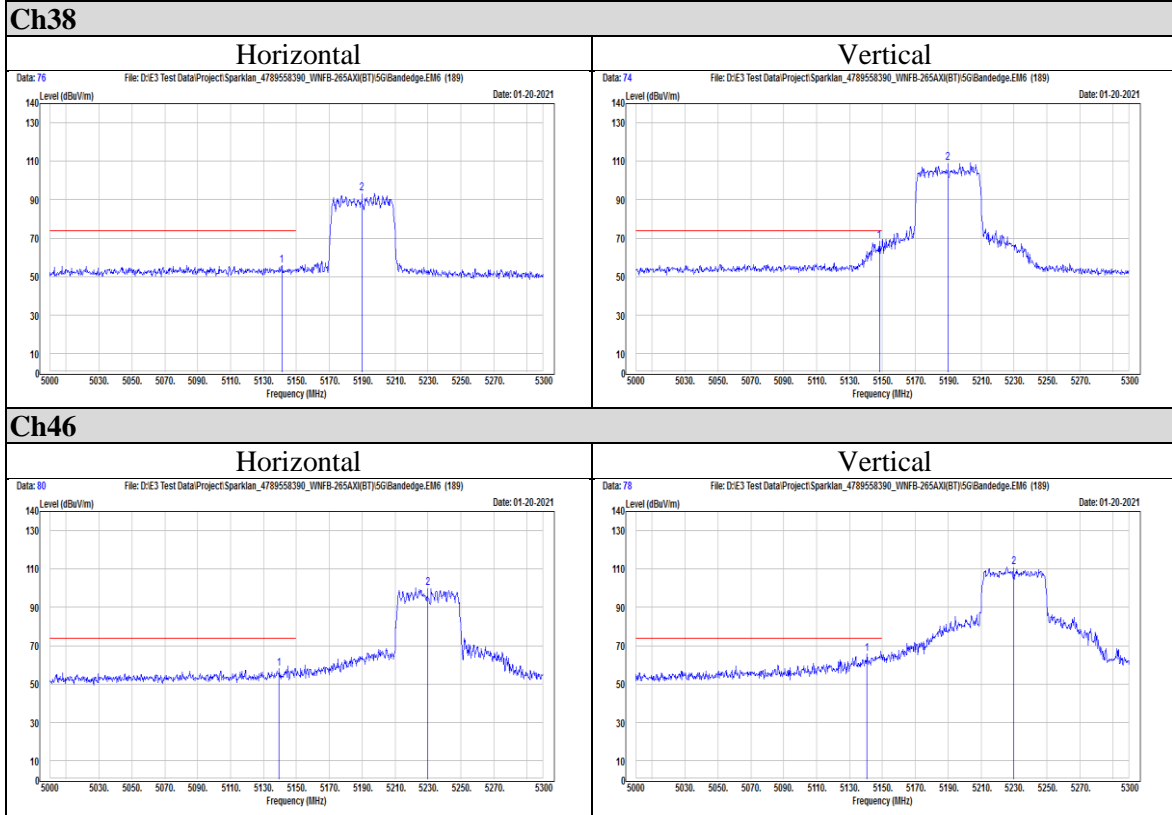 Ch38
Horizontal
Vertical
Data: 76 File: D:\E3 Test Data\Project\Sparklan_4789558390_WNFB-265AXI(BT)\5G\Bandedge.EM6 (189)
140 Level (dBuV/m) Date: 01-20-2021
130
110
90
70
50
30
10
0
5000 5030. 5050. 5070. 5090. 5110. 5130. 5150. 5170. 5190. 5210. 5230. 5250. 5270. 5300
Frequency (MHz)
1
2
Data: 74 File: D:\E3 Test Data\Project\Sparklan_4789558390_WNFB-265AXI(BT)\5G\Bandedge.EM6 (189)
140 Level (dBuV/m) Date: 01-20-2021
130
110
90
70
50
30
10
0
5000 5030. 5050. 5070. 5090. 5110. 5130. 5150. 5170. 5190. 5210. 5230. 5250. 5270. 5300
Frequency (MHz)
1
2
Ch46
Horizontal
Vertical
Data: 80 File: D:\E3 Test Data\Project\Sparklan_4789558390_WNFB-265AXI(BT)\5G\Bandedge.EM6 (189)
140 Level (dBuV/m) Date: 01-20-2021
130
110
90
70
50
30
10
0
5000 5030. 5050. 5070. 5090. 5110. 5130. 5150. 5170. 5190. 5210. 5230. 5250. 5270. 5300
Frequency (MHz)
1
2
Data: 78 File: D:\E3 Test Data\Project\Sparklan_4789558390_WNFB-265AXI(BT)\5G\Bandedge.EM6 (189)
140 Level (dBuV/m) Date: 01-20-2021
130
110
90
70
50
30
10
0
5000 5030. 5050. 5070. 5090. 5110. 5130. 5150. 5170. 5190. 5210. 5230. 5250. 5270. 5300
Frequency (MHz)
1
2